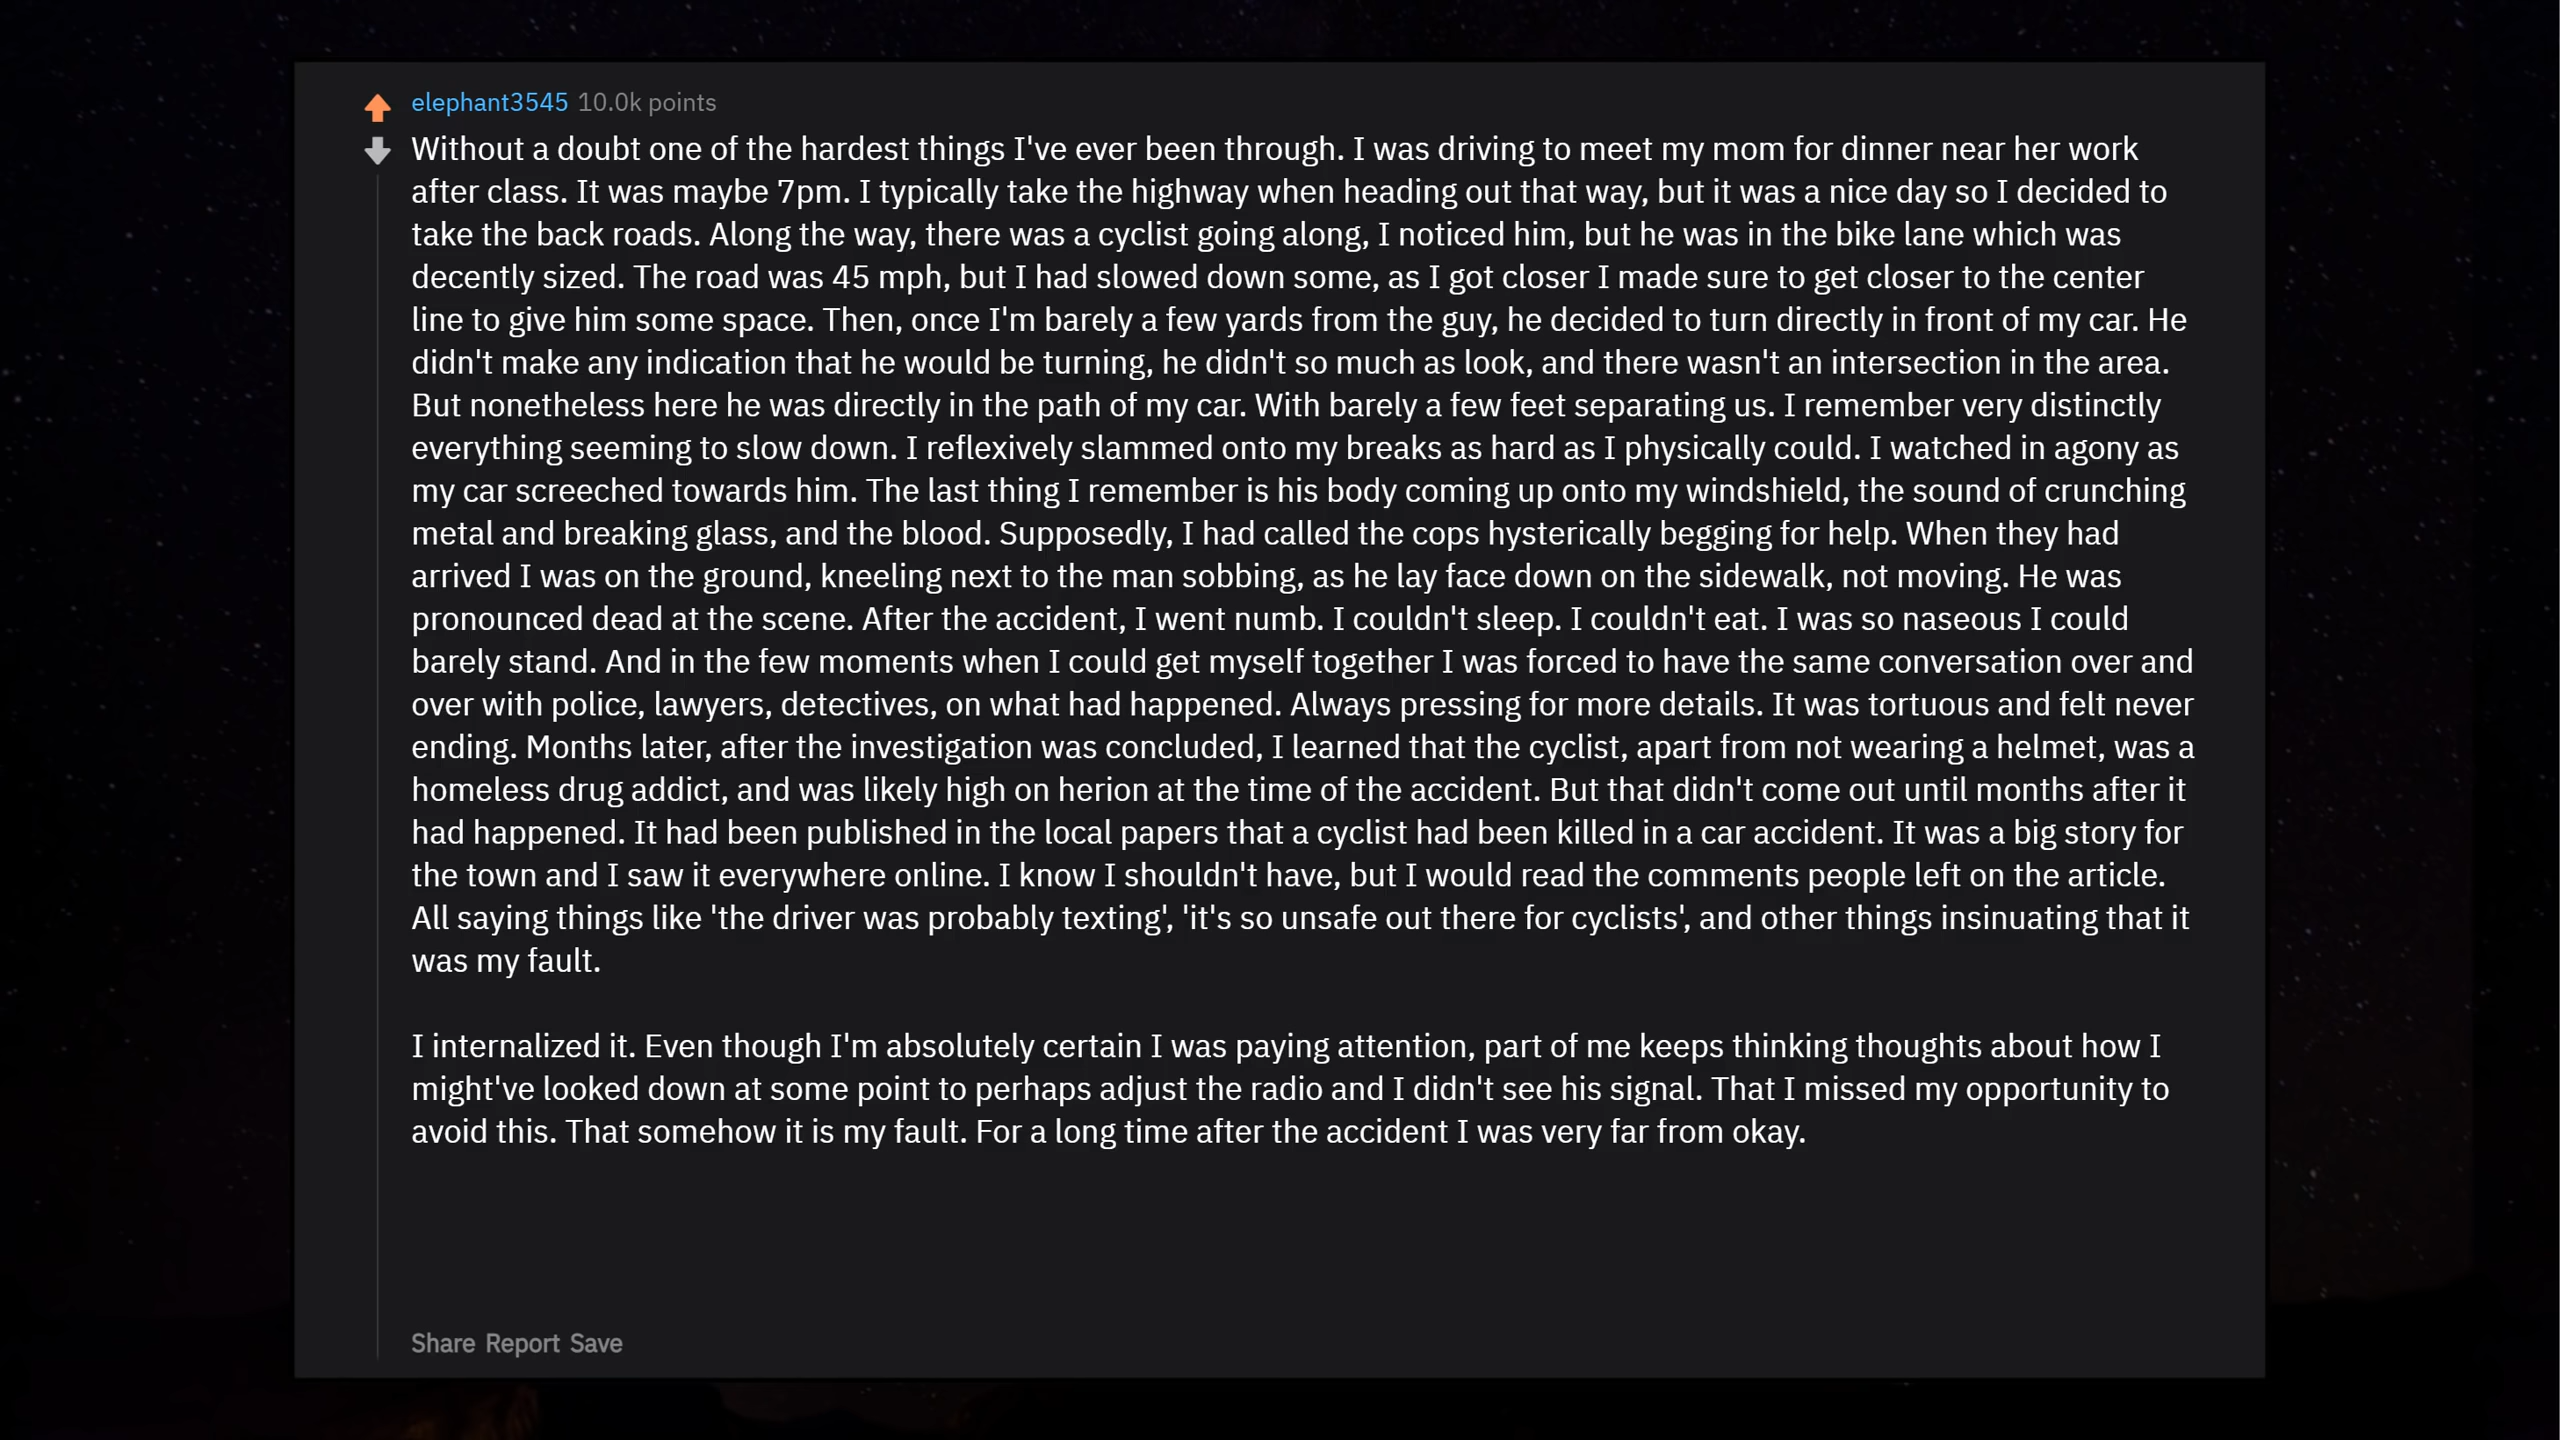 elephant3545 10.0k points
Without a doubt one of the hardest things I've ever been through. I was driving to meet my mom for dinner near her work
after class. It was maybe 7pm. I typically take the highway when heading out that way, but it was a nice day so I decided to
take the back roads. Along the way, there was a cyclist going along, I noticed him, but he was in the bike lane which was
decently sized. The road was 45 mph, but I had slowed down some, as I got closer I made sure to get closer to the center
line to give him some space. Then, once I'm barely a few yards from the guy, he decided to turn directly in front of my car. He
didn't make any indication that he would be turning, he didn't so much as look, and there wasn't an intersection in the area.
But nonetheless here he was directly in the path of my car. With barely a few feet separating us. I remember very distinctly
everything seeming to slow down. I reflexively slammed onto my breaks as hard as I physically could. I watched in agony as
my car screeched towards him. The last thing I remember is his body coming up onto my windshield, the sound of crunching
metal and breaking glass, and the blood. Supposedly, I had called the cops hysterically begging for help. When they had
arrived I was on the ground, kneeling next to the man sobbing, as he lay face down on the sidewalk, not moving. He was
pronounced dead at the scene. After the accident, I went numb. I couldn't sleep. I couldn't eat. I was so naseous I could
barely stand. And in the few moments when I could get myself together I was forced to have the same conversation over and
over with police, lawyers, detectives, on what had happened. Always pressing for more details. It was tortuous and felt never
ending. Months later, after the investigation was concluded, I learned that the cyclist, apart from not wearing a helmet, was a
homeless drug addict, and was likely high on herion at the time of the accident. But that didn't come out until months after it
had happened. It had been published in the local papers that a cyclist had been killed in a car accident. It was a big story for
the town and I saw it everywhere online. I know I shouldn't have, but I would read the comments people left on the article.
All saying things like 'the driver was probably texting', 'it's so unsafe out there for cyclists', and other things insinuating that it
was my fault.
I internalized it. Even though I'm absolutely certain I was paying attention, part of me keeps thinking thoughts about how I
might've looked down at some point to perhaps adjust the radio and I didn't see his signal. That I missed my opportunity to
avoid this. That somehow it is my fault. For a long time after the accident I was very far from okay.
Share Report Save